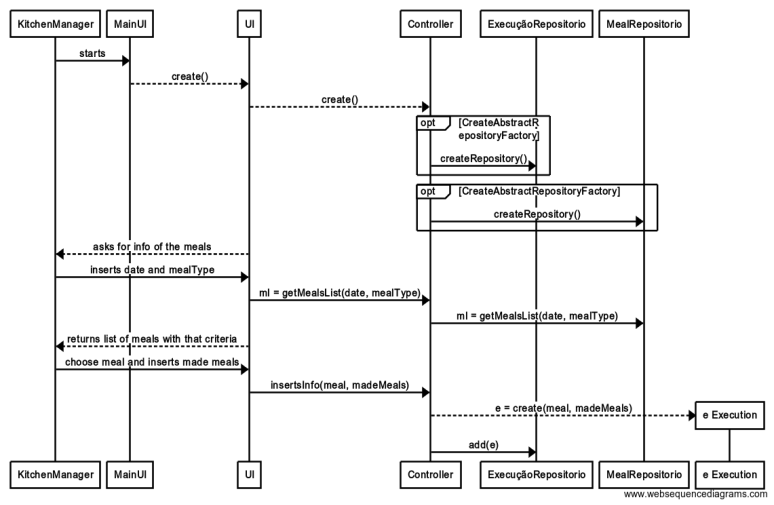 KitchenManager MainUI UI Controller ExecuçãoRepositorio MealRepositorio
starts
create()
create()
opt [CreateAbstractR
epositoryFactory]
createRepository()
opt [CreateAbstractRepositoryFactory]
createRepository()
asks for info of the meals
inserts date and mealType
ml = getMealsList(date, mealType)
ml = getMealsList(date, mealType)
returns list of meals with that criteria
choose meal and inserts made meals
insertsInfo(meal, madeMeals)
e = create(meal, madeMeals) e Execution
add(e)
KitchenManager MainUI UI Controller ExecuçãoRepositorio MealRepositorio e Execution
www.websequencediagrams.com